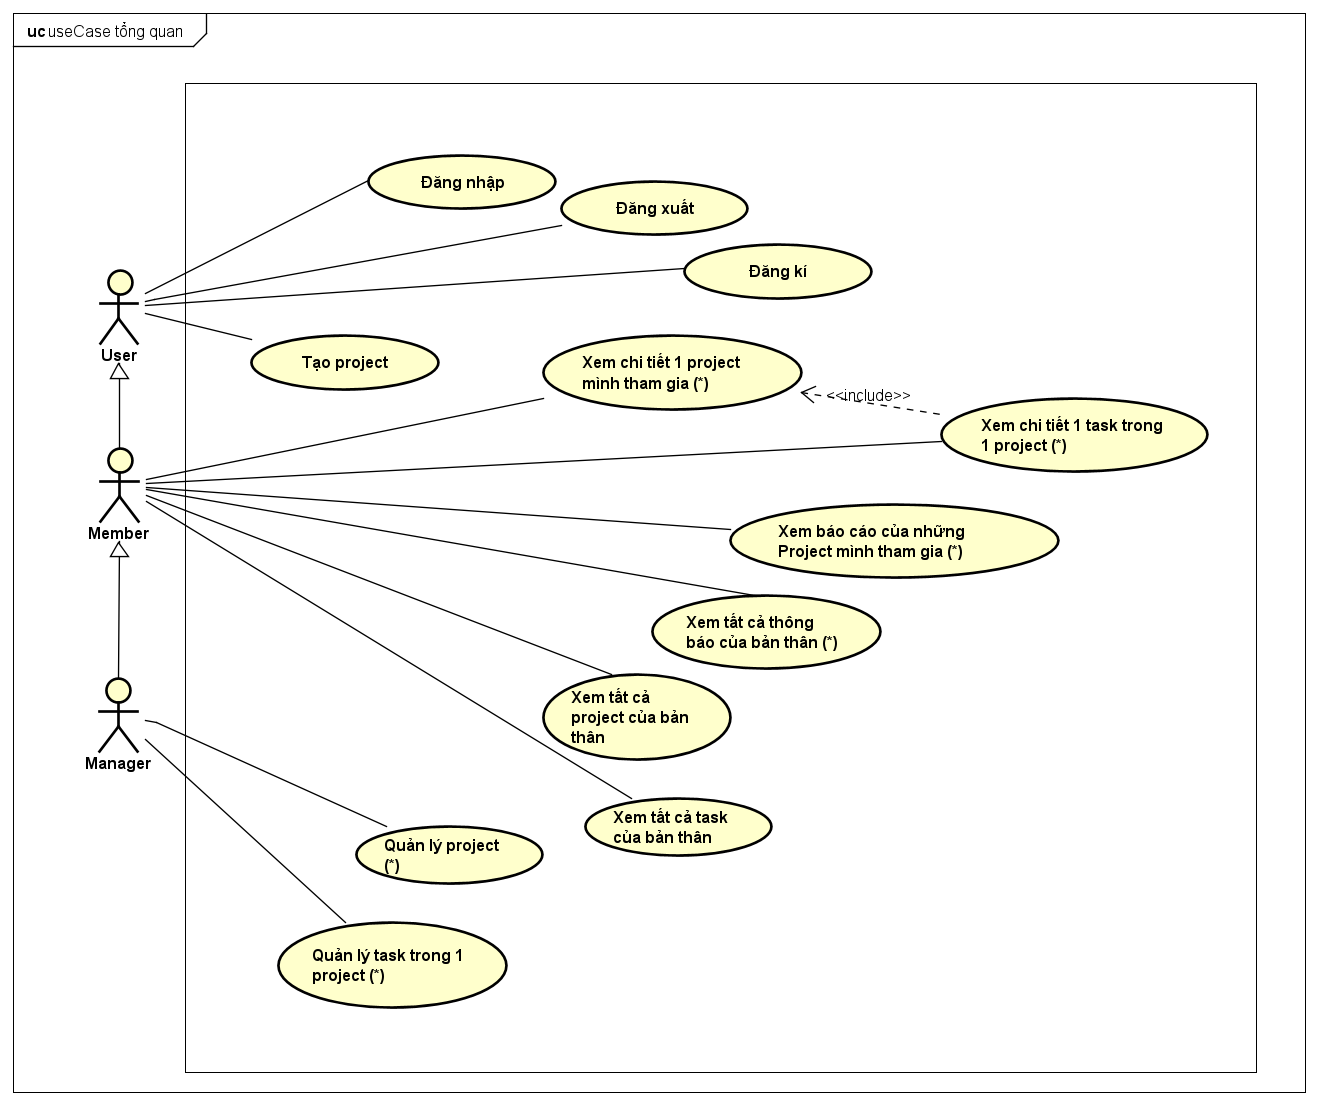 uc useCase tổng quan
Đăng nhập
Đăng xuất
Đăng kí
User
Tạo project
Xem chi tiết 1 project
mình tham gia (*)
<<include>>
Xem chi tiết 1 task trong
1 project (*)
Member
Xem báo cáo của những
Project mình tham gia (*)
Xem tất cả thông
báo của bản thân (*)
Xem tất cả
project của bản
thân
Manager
Xem tất cả task
của bản thân
Quản lý project
(*)
Quản lý task trong 1
project (*)